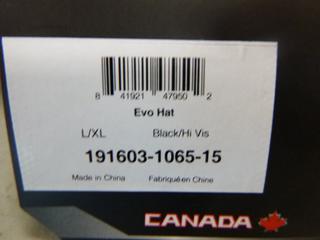 8 41921 47950 2
Evo Hat
L/XL Black/Hi Vis
191603-1065-15
Made in China Fabriqué en Chine
CANADA